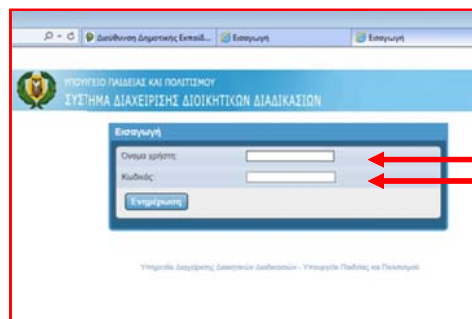 Διεύθυνση Δημοτικής Εκπαίδ... Εισαγωγή Εισαγωγή
ΥΠΟΥΡΓΕΙΟ ΠΑΙΔΕΙΑΣ ΚΑΙ ΠΟΛΙΤΙΣΜΟΥ
ΣΥΣΤΗΜΑ ΔΙΑΧΕΙΡΙΣΗΣ ΔΙΟΙΚΗΤΙΚΩΝ ΔΙΑΔΙΚΑΣΙΩΝ
Εισαγωγή
Όνομα χρήστη:
Κωδικός:
Ενημέρωση
Υπηρεσία Διαχείρισης Διοικητικών Διαδικασιών - Υπουργείο Παιδείας και Πολιτισμού